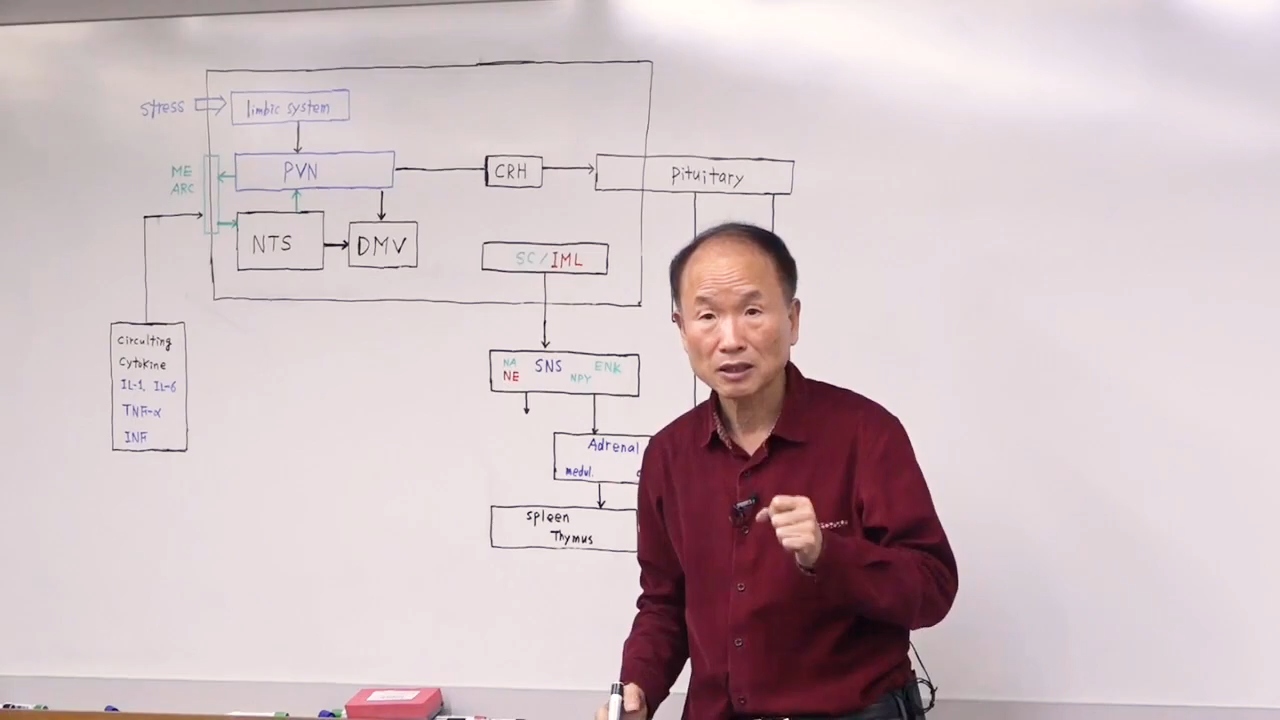 stress
limbic system
ME
ARC
PVN
CRH
Pituitary
NTS
DMV
SC/IML
circulting
cytokine
IL-1, IL-6
TNF-α
INF
NA
NE
SNS
NPY
ENK
Adrenal
medul.
spleen
Thymus